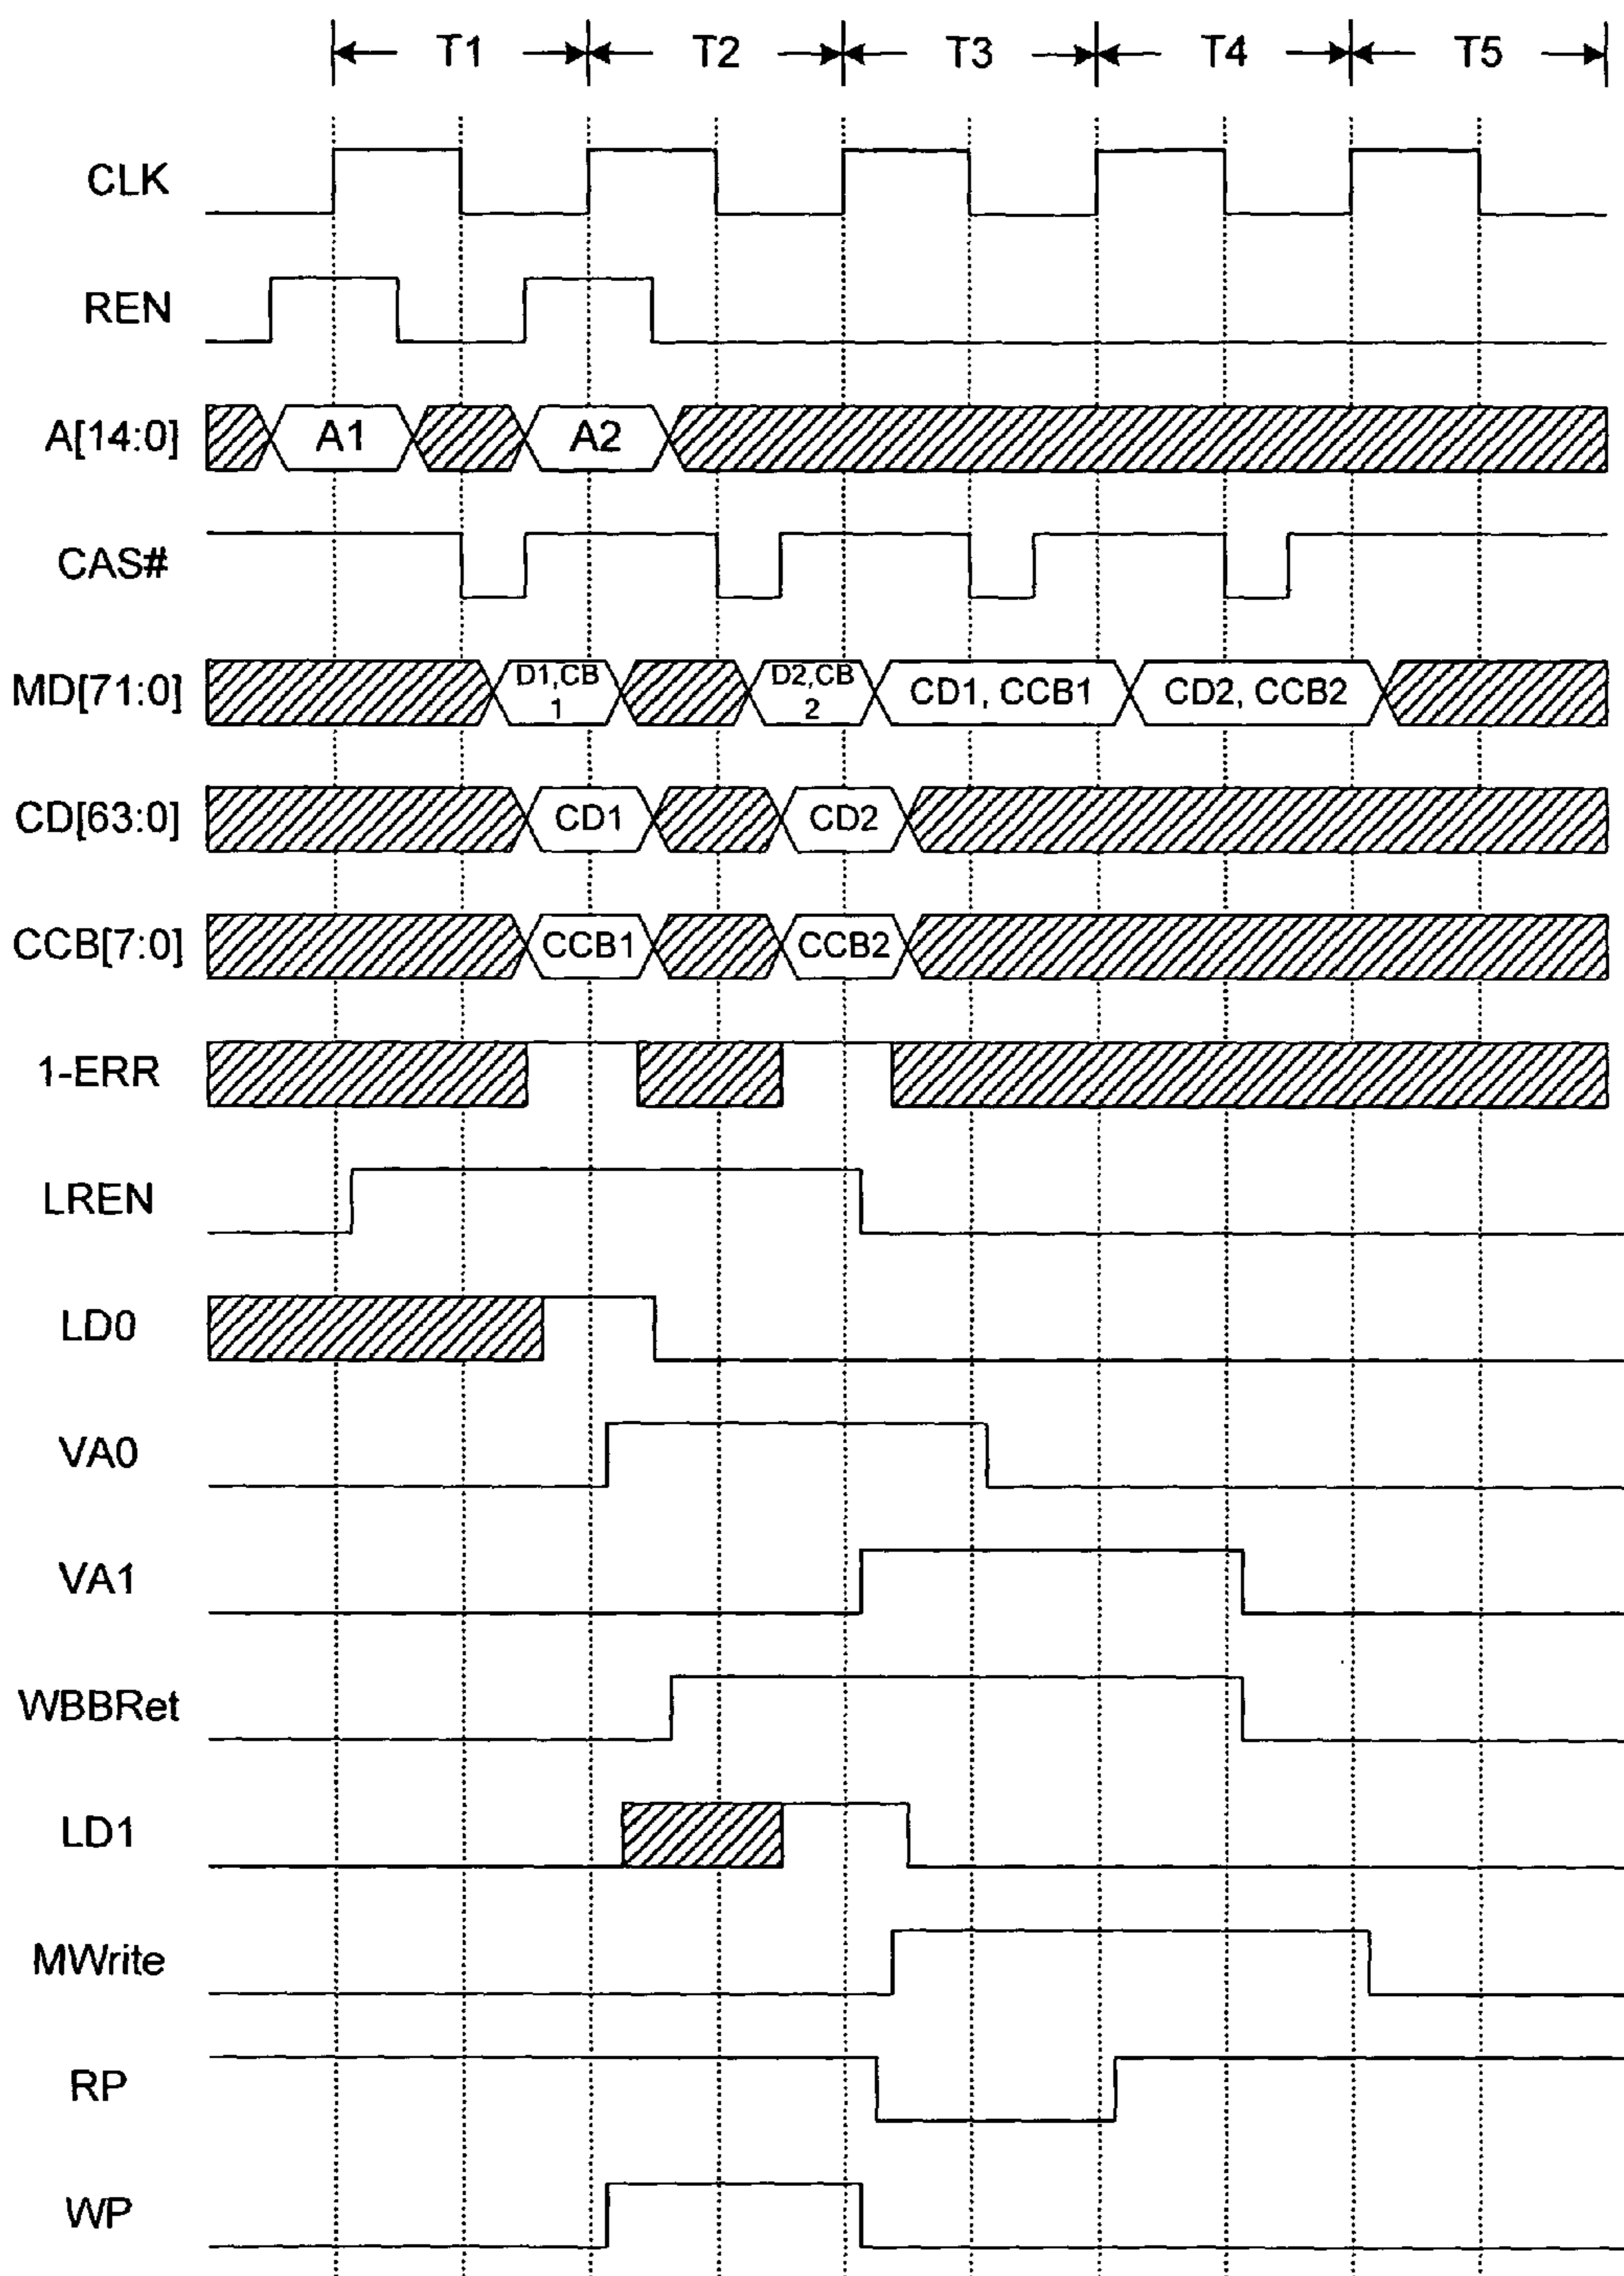 T1 T2 T3 T4 T5
CLK
REN
A[14:0] A1 A2
CAS#
MD[71:0] D1,CB 1 D2,CB 2 CD1, CCB1 CD2, CCB2
CD[63:0] CD1 CD2
CCB[7:0] CCB1 CCB2
1-ERR
LREN
LD0
VA0
VA1
WBBRet
LD1
MWrite
RP
WP